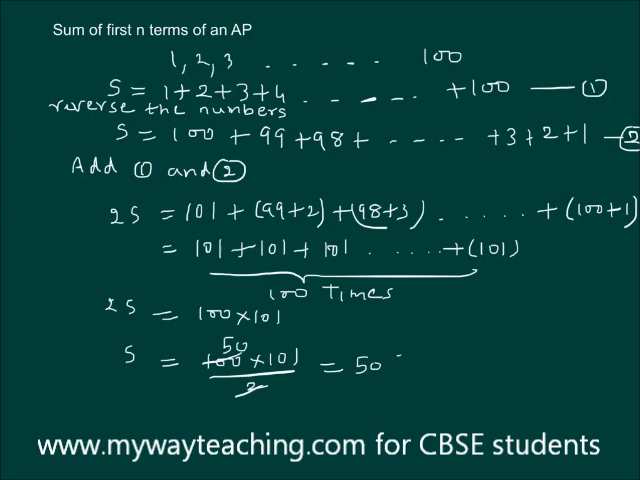 Sum of first n terms of an AP
1, 2, 3 . . . . . . 100
S = 1+2+3+4 . . . . . . +100 —— ①
reverse the numbers
S = 100 + 99 +98 + . . . . . +3+2+1 —②
Add ① and ②
2S = 101 + (99+2) +(98+3) . . . . . . + (100+1)
= 101 +101 + 101 . . . . . +(101)
100 Times
2S = 100×101
50
S = 100 ×101 = 50
2
www.mywayteaching.com for CBSE students